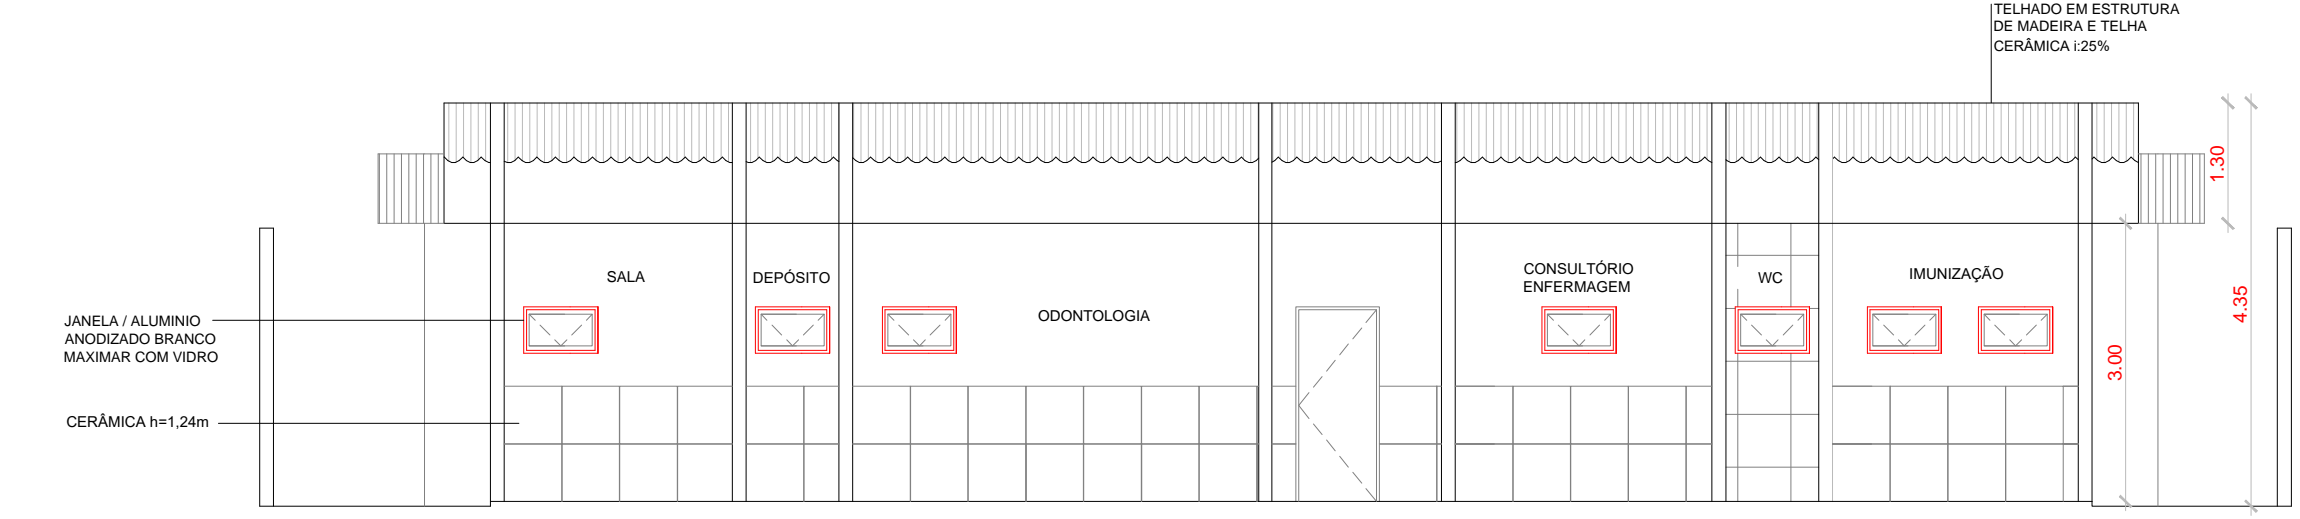 TELHADO EM ESTRUTURA
DE MADEIRA E TELHA
CERÂMICA i:25%
1.30
SALA
DEPÓSITO
ODONTOLOGIA
CONSULTÓRIO
ENFERMAGEM
WC
IMUNIZAÇÃO
4.35
3.00
JANELA / ALUMINIO
ANODIZADO BRANCO
MAXIMAR COM VIDRO
CERÂMICA h=1,24m